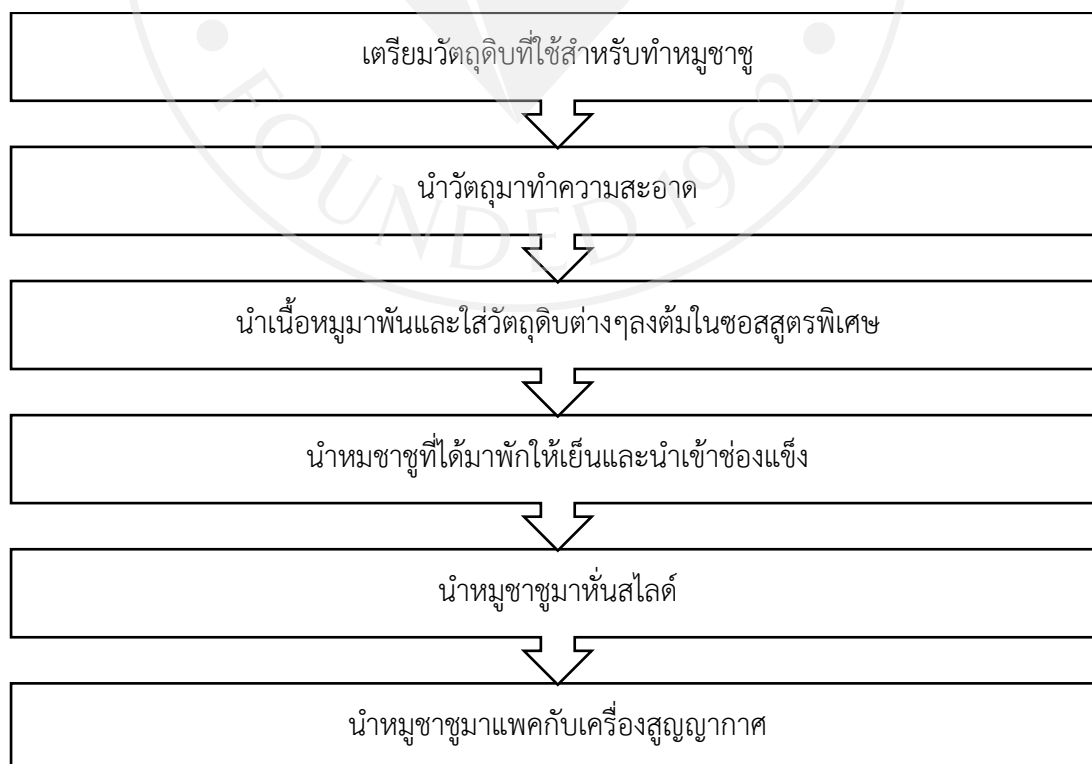 เตรียมวัตถุดิบที่ใช้สำหรับทำหมูชาชู
นำวัตถุมาทำความสะอาด
นำเนื้อหมูมาพันและใส่วัตถุดิบต่างๆลงต้มในซอสสูตรพิเศษ
นำหมชาชูที่ได้มาพักให้เย็นและนำเข้าช่องแข็ง
นำหมูชาชูมาหั่นสไลด์
นำหมูชาชูมาแพคกับเครื่องสูญญากาศ
FOUNDED 1962